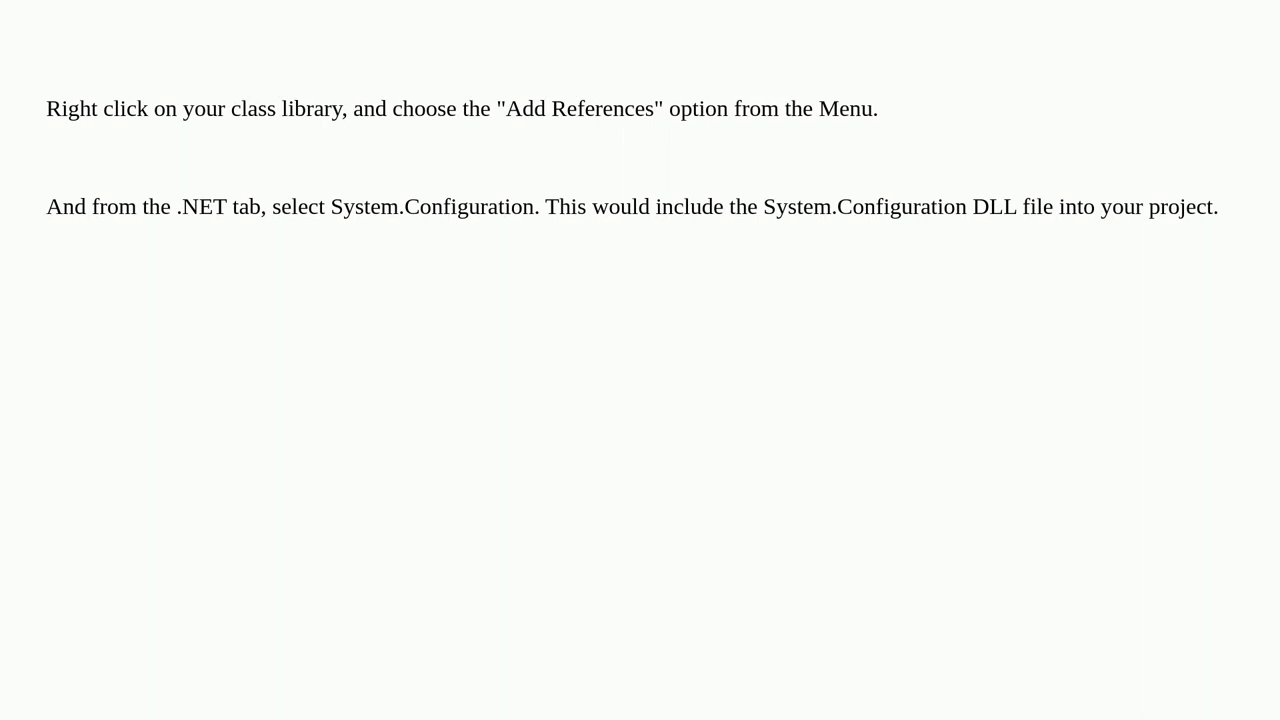 Right click on your class library, and choose the "Add References" option from the Menu.
And from the .NET tab, select System.Configuration. This would include the System.Configuration DLL file into your project.